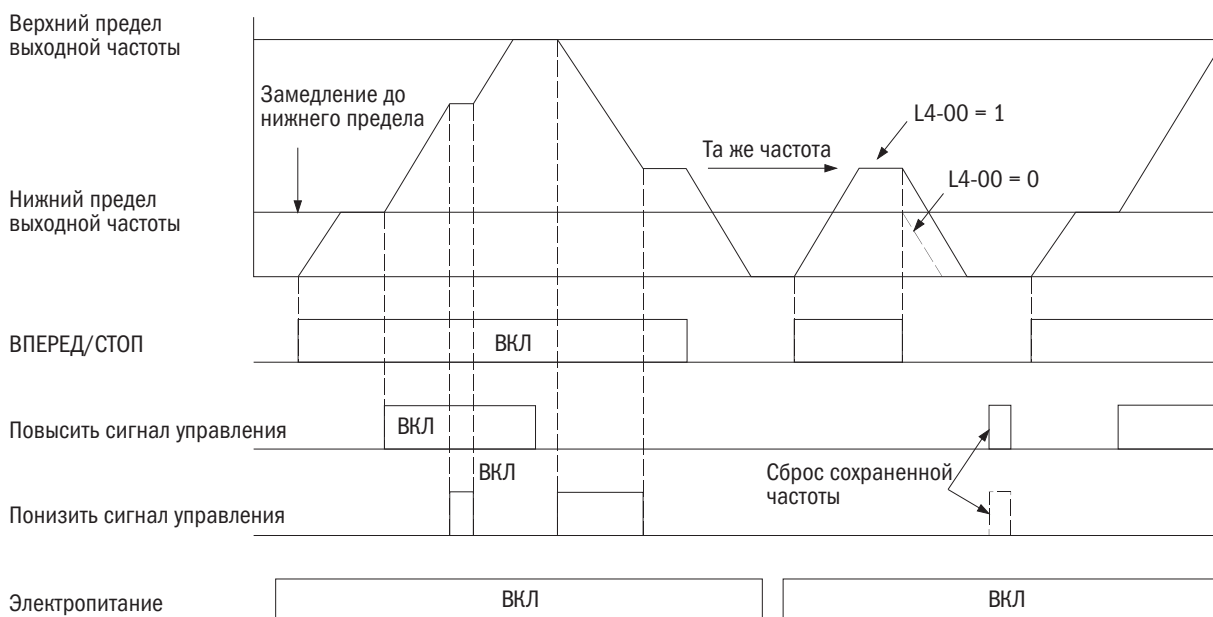 Верхний предел
выходной частоты
Замедление до
нижнего предела
L4-00 = 1
Та же частота
L4-00 = 0
Нижний предел
выходной частоты
ВПЕРЕД/СТОП
ВКЛ
Повысить сигнал управления
ВКЛ
ВКЛ
Сброс сохраненной
частоты
Понизить сигнал управления
Электропитание
ВКЛ
ВКЛ